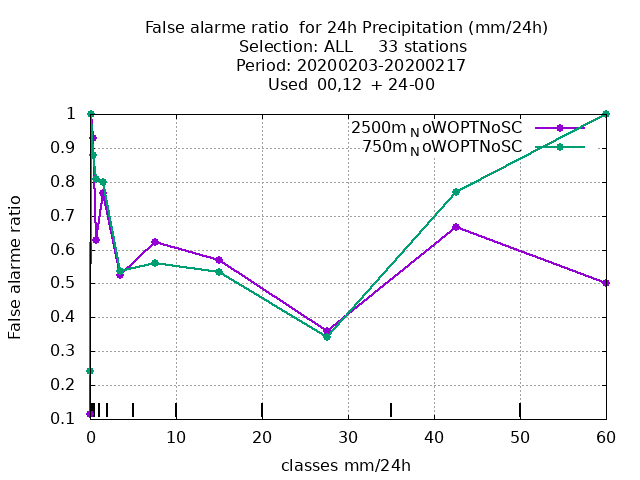 False alarme ratio  for 24h Precipitation (mm/24h)
Selection: ALL     33 stations
Period: 20200203-20200217
Used  00,12  + 24-00
2500m_NoWOPTNoSC
750m_NoWOPTNoSC
1
0.9
0.8
0.7
0.6
0.5
0.4
0.3
0.2
0.1
False alarme ratio
0 10 20 30 40 50 60
classes mm/24h